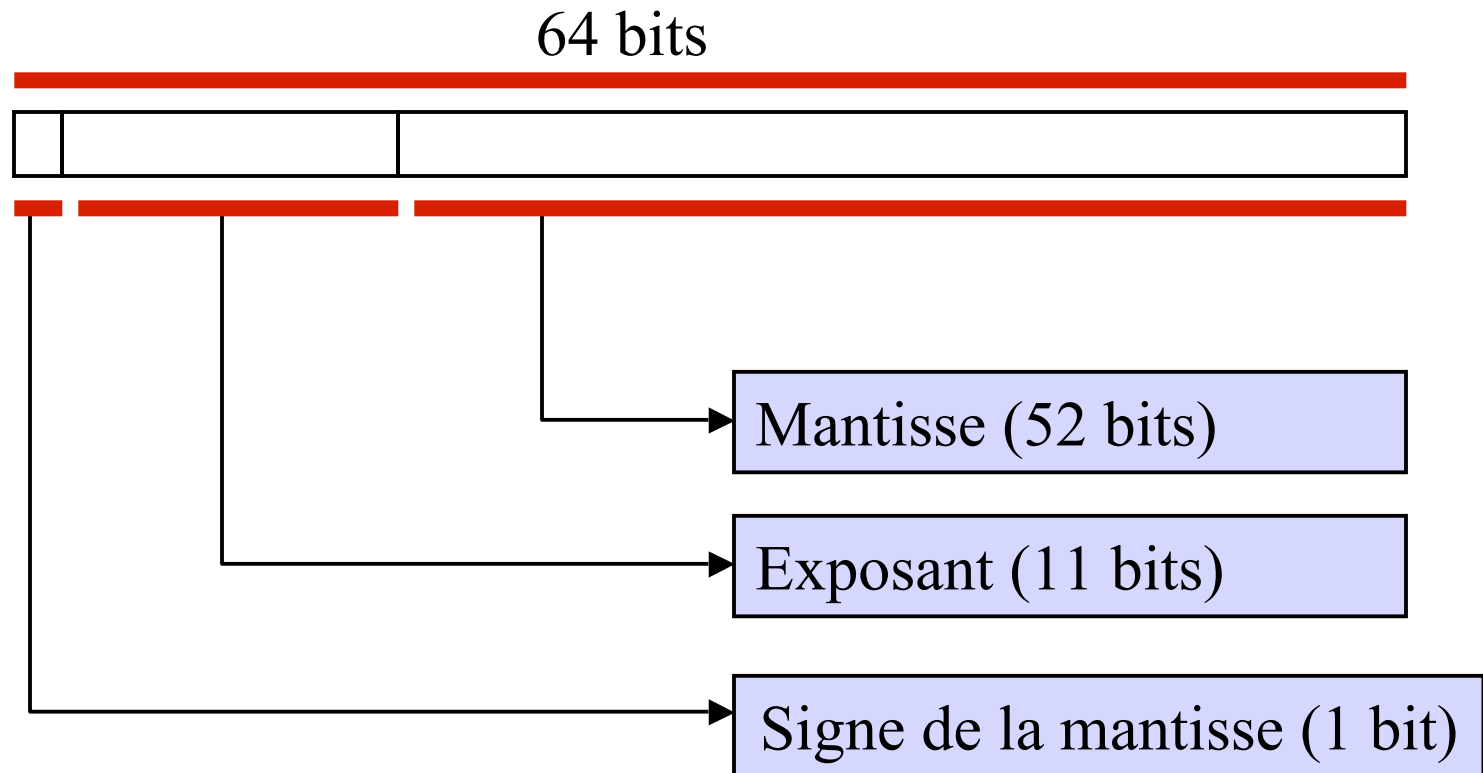 64 bits
Mantisse (52 bits)
Exposant (11 bits)
Signe de la mantisse (1 bit)